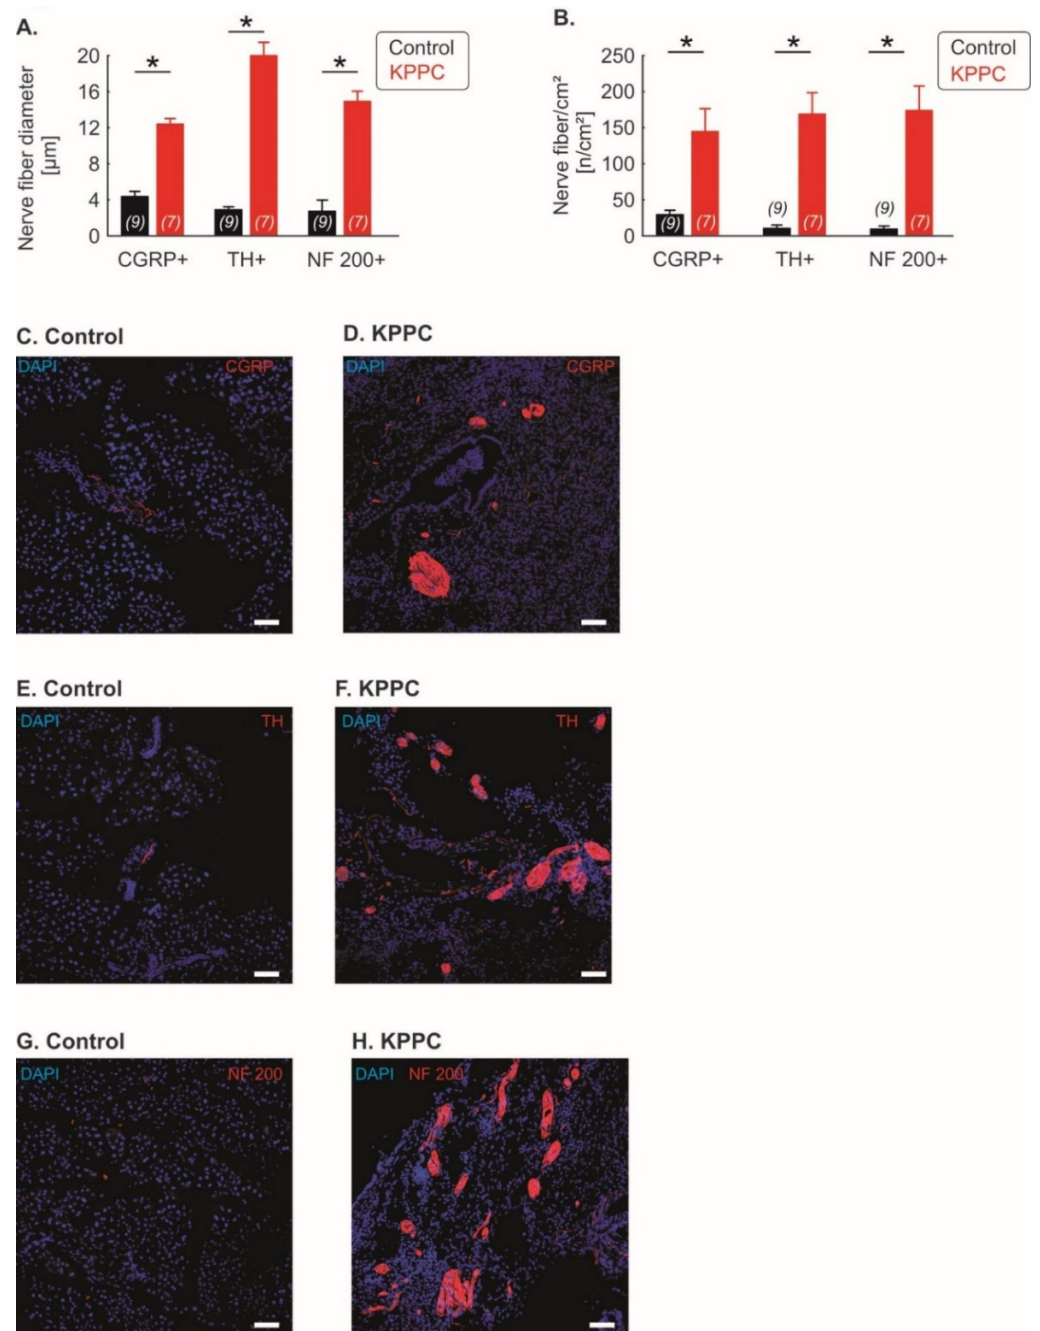 A.
*
*
*
Control
KPPC
Nerve fiber diameter
[µm]
20
16
12
8
4
0
(9)
(7)
(9)
(7)
(9)
(7)
CGRP+
TH+
NF 200+
B.
*
*
*
Control
KPPC
Nerve fiber/cm²
[n/cm²]
250
200
150
100
50
0
(9)
(7)
(9)
(7)
(9)
(7)
CGRP+
TH+
NF 200+
C. Control
DAPI
CGRP
D. KPPC
DAPI
CGRP
E. Control
DAPI
TH
F. KPPC
DAPI
TH
G. Control
DAPI
NF 200
H. KPPC
DAPI
NF 200